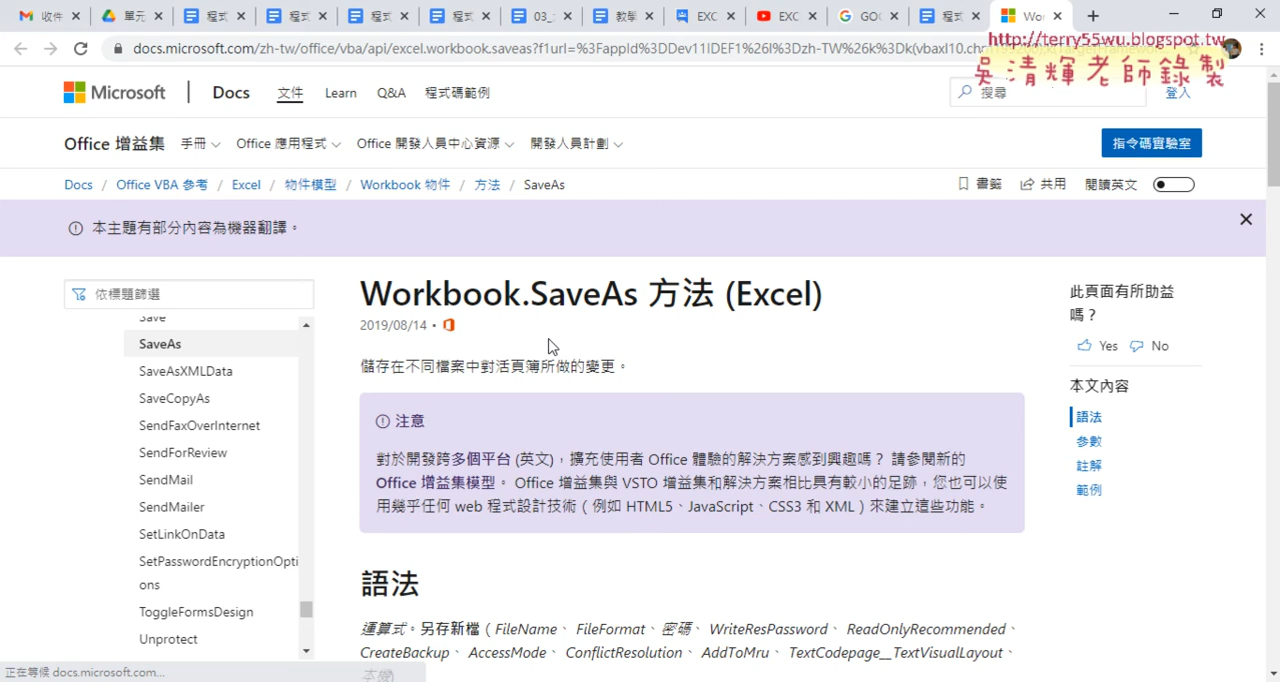 收件
單元
程式
程式
程式
程式
03_
教學
EXC
EXC
GOO
程式
Wo
docs.microsoft.com/zh-tw/office/vba/api/excel.workbook.saveas?f1url=%3FappId%3DDev11IDEF1%26l%3Dzh-TW%26k%3Dk(vbaxl10.ch
http://terry55wu.blogspot.tw
吳清輝老師錄製
Microsoft
Docs
文件
Learn
Q&A
程式碼範例
搜尋
登入
Office 增益集
手冊
Office 應用程式
Office 開發人員中心資源
開發人員計劃
指令碼實驗室
Docs / Office VBA 參考 / Excel / 物件模型 / Workbook 物件 / 方法 / SaveAs
書籤
共用
閱讀英文
本主題有部分內容為機器翻譯。
依標題篩選
Save
SaveAs
SaveAsXMLData
SaveCopyAs
SendFaxOverInternet
SendForReview
SendMail
SendMailer
SetLinkOnData
SetPasswordEncryptionOpti
ons
ToggleFormsDesign
Unprotect
Workbook.SaveAs 方法 (Excel)
2019/08/14 •
儲存在不同檔案中對活頁簿所做的變更。
注意
對於開發跨多個平台 (英文)，擴充使用者 Office 體驗的解決方案感到興趣嗎？ 請參閱新的
Office 增益集模型。 Office 增益集與 VSTO 增益集和解決方案相比具有較小的足跡，您也可以使
用幾乎任何 web 程式設計技術 ( 例如 HTML5、JavaScript、CSS3 和 XML ) 來建立這些功能。
語法
運算式。另存新檔 ( FileName、 FileFormat、 密碼、 WriteResPassword、 ReadOnlyRecommended、
CreateBackup、 AccessMode、 ConflictResolution、 AddToMru、 TextCodepage__TextVisualLayout、
本機)
此頁面有所助益
嗎？
Yes
No
本文內容
語法
參數
註解
範例
正在等候 docs.microsoft.com...